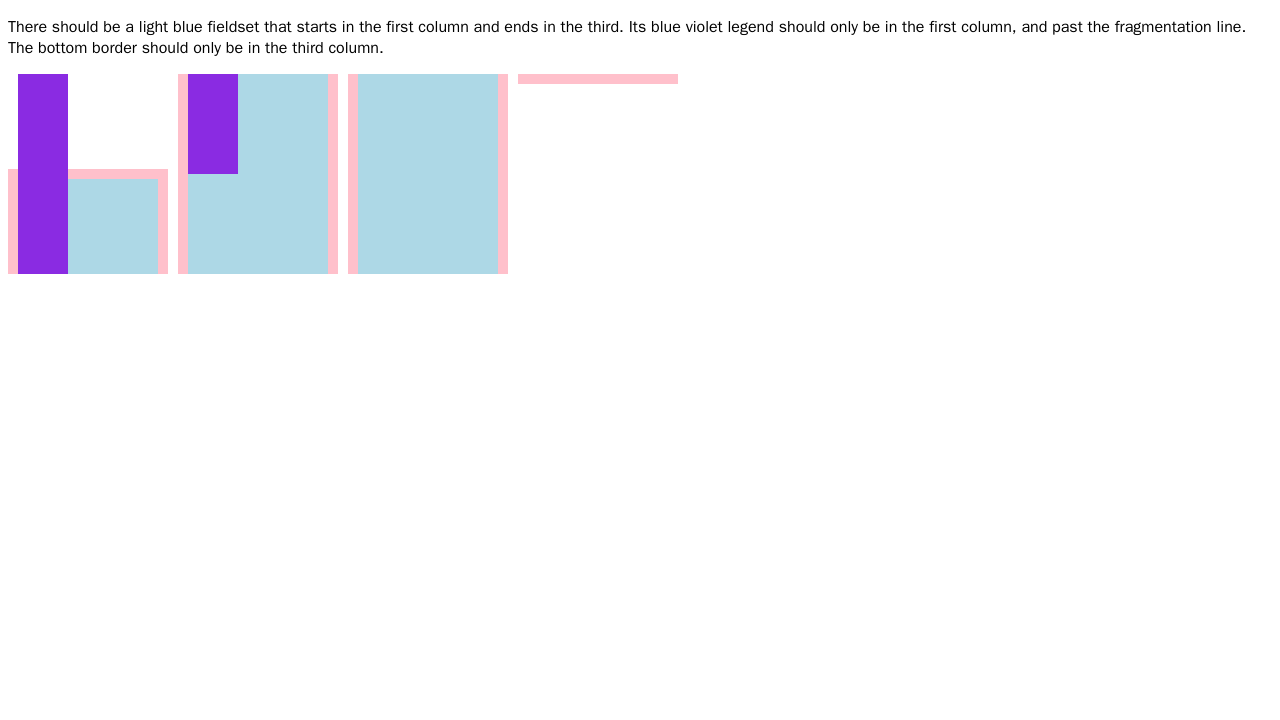 There should be a light blue fieldset that starts in the first column and ends in the third. Its blue violet legend should only be in the first column, and past the fragmentation line.
The bottom border should only be in the third column.